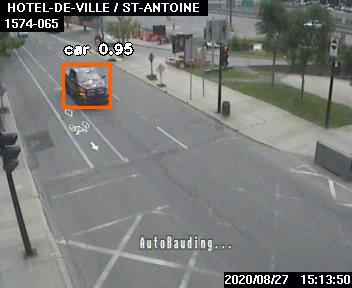 HOTEL-DE-VILLE / ST-ANTOINE
1574-065
car 0.95
AutoBauding...
2020/08/27 15:13:50